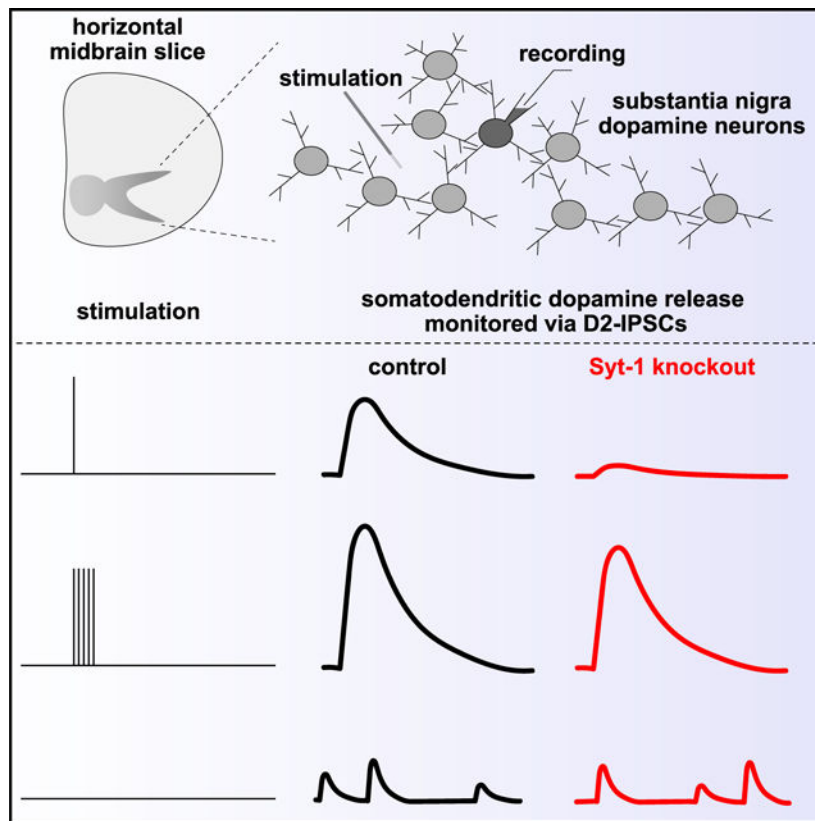 horizontal
midbrain slice
stimulation
recording
substantia nigra
dopamine neurons
stimulation
somatodendritic dopamine release
monitored via D2-IPSCs
control
Syt-1 knockout